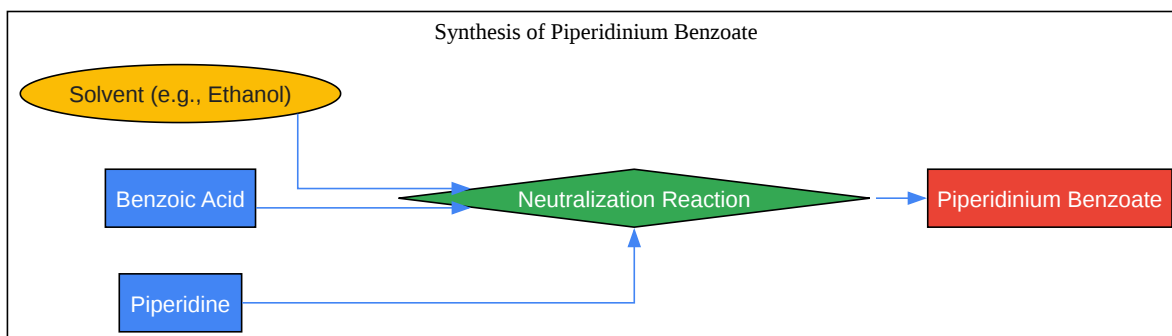 Synthesis of Piperidinium Benzoate
Solvent (e.g., Ethanol)
Benzoic Acid
Neutralization Reaction
Piperidinium Benzoate
Piperidine